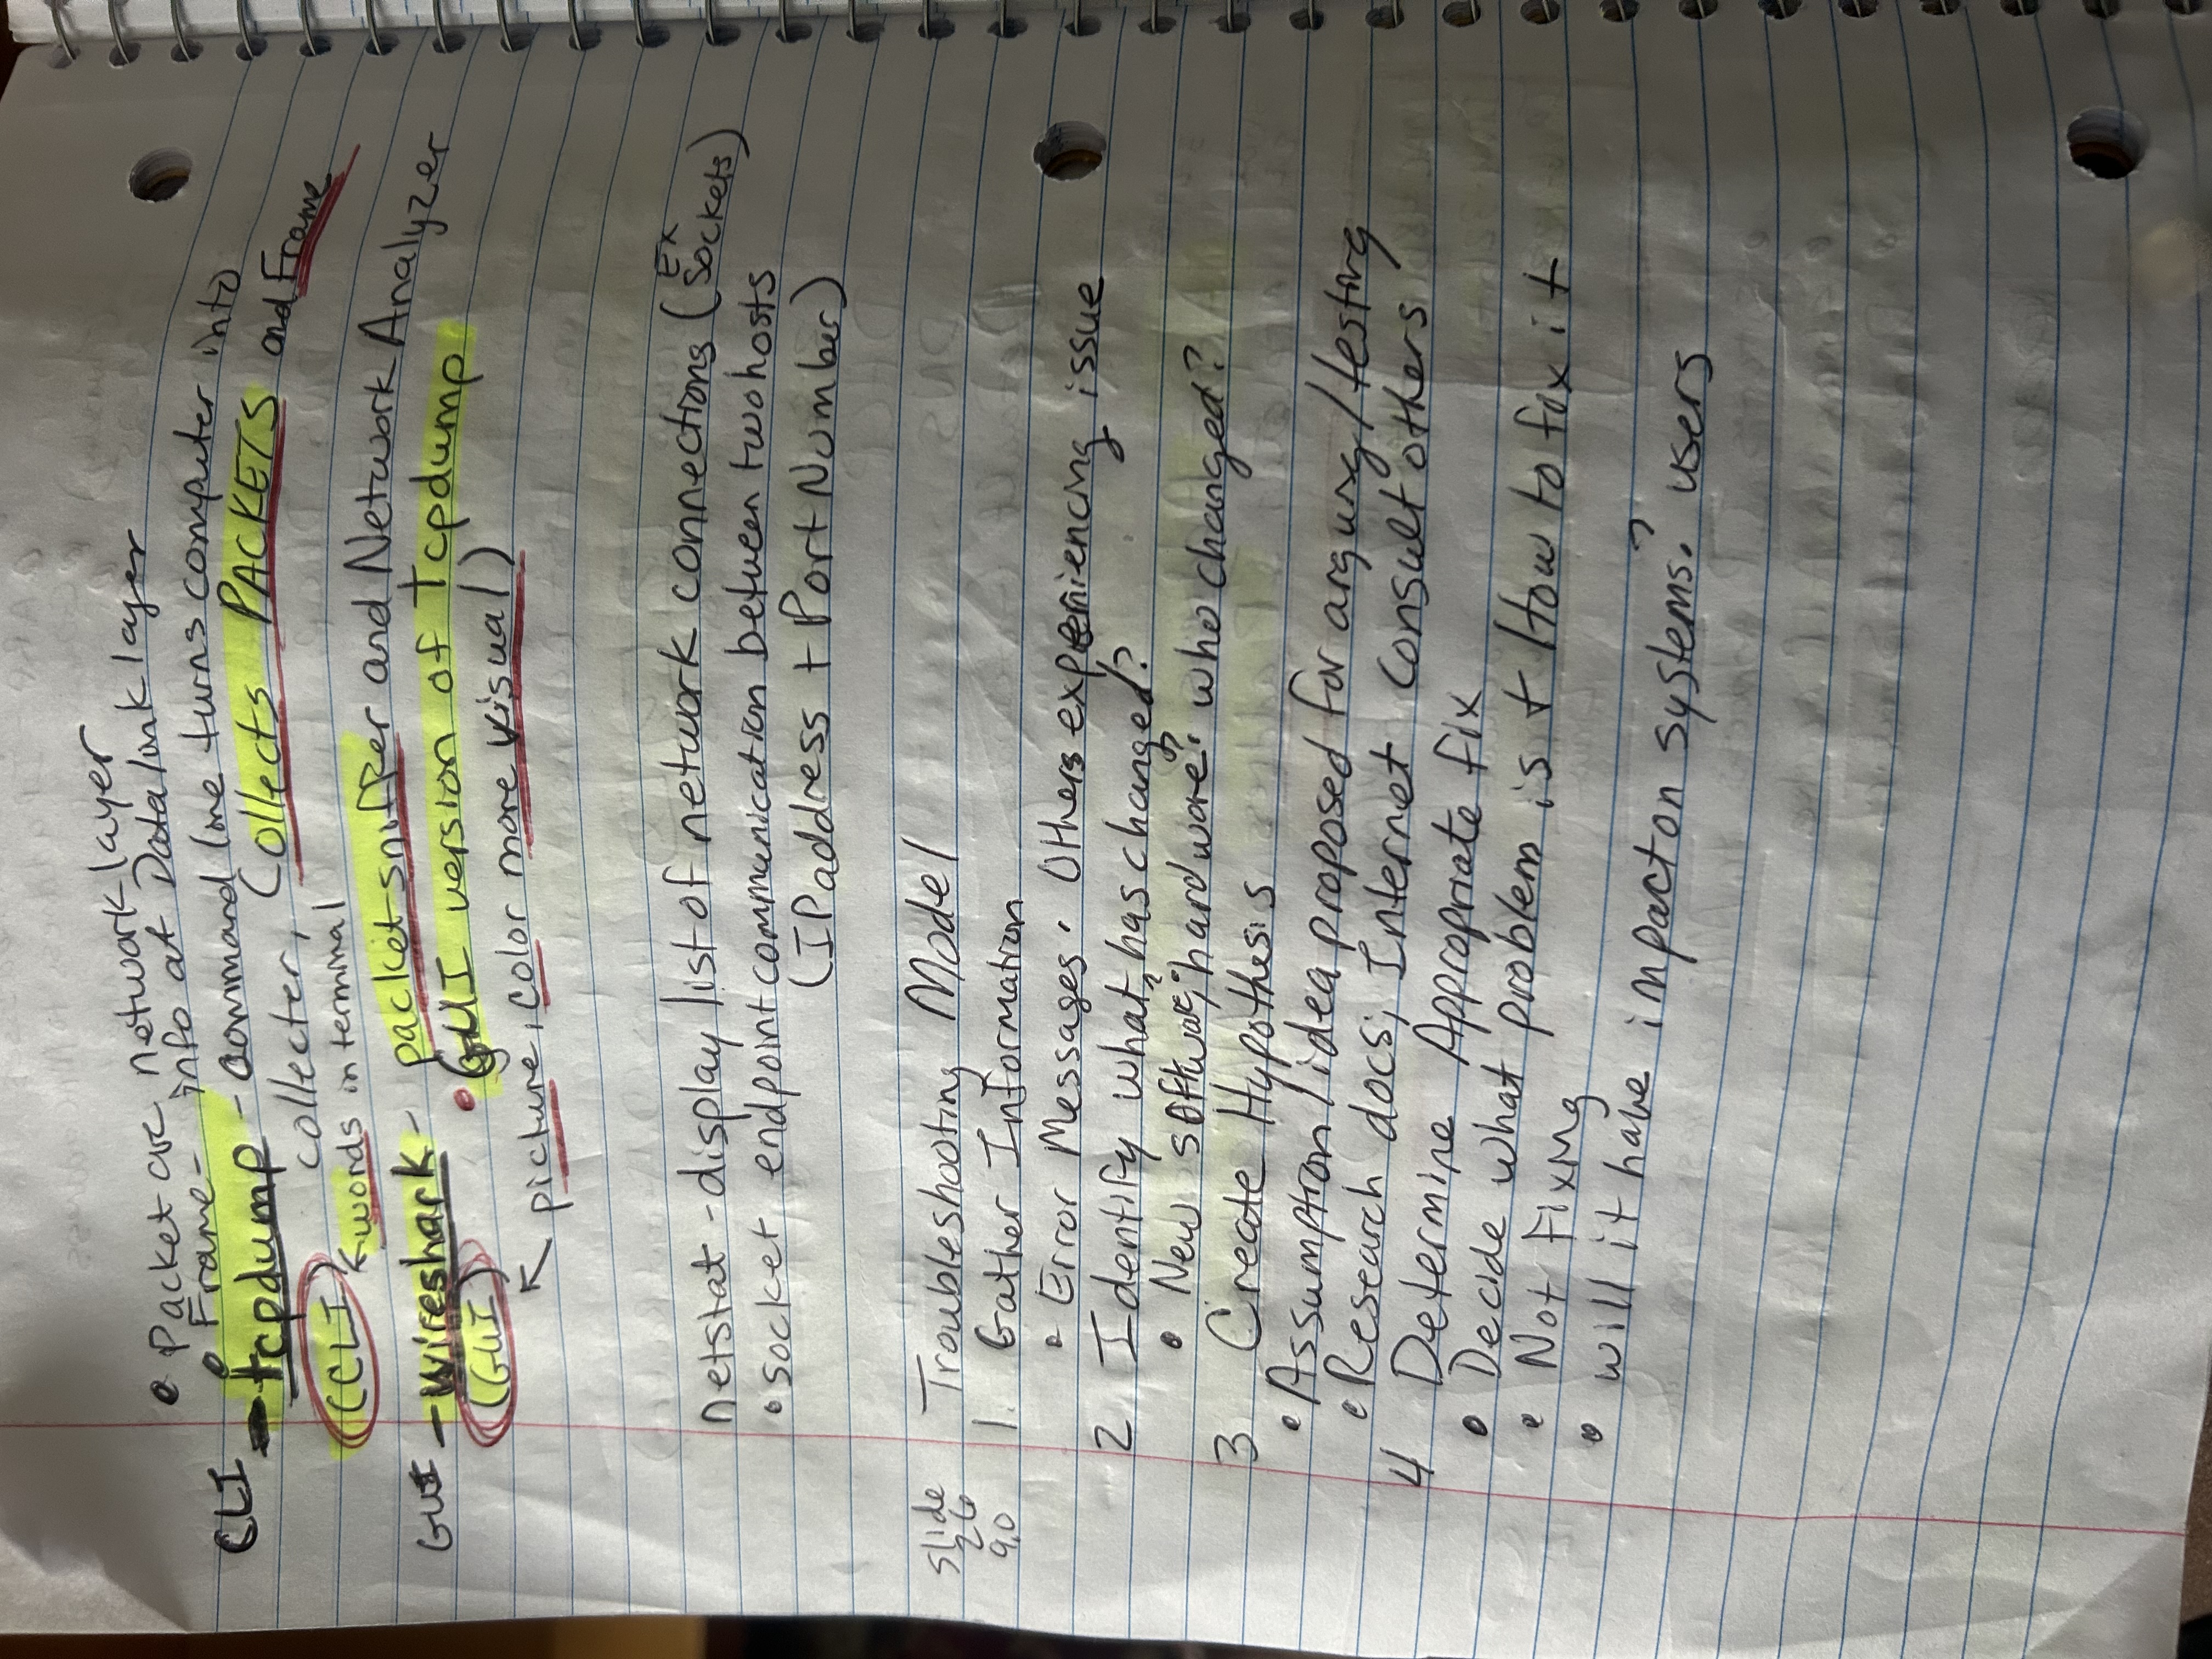 • Packet are network layer
• Frame- info at Data link layer
CLI - tcpdump - command line turns computer into
collecter, Collects PACKETS and Frame
(CLI) ← words in terminal
GUI - wireshark - packet sniffer and Network Analyzer
(GUI) • GUI version of Tcpdump
↖ picture, color more visual)
netstat - display list of network connections (Ex Sockets)
• socket endpoint communication between two hosts
(IP address + Port Number)
slide 26 9.0
Troubleshooting Model
1. Gather Information
• Error Messages • Others experiencing issue
2 Identify what has changed?
• New software,? hardware? who changed?
3 Create Hypothesis
• Assumption/idea proposed for arguing/testing
• Research docs; Internet Consult others
4 Determine Appropriate fix
• Decide what problem is + How to fix it
• Not Fixing
• will it have impact on systems? users